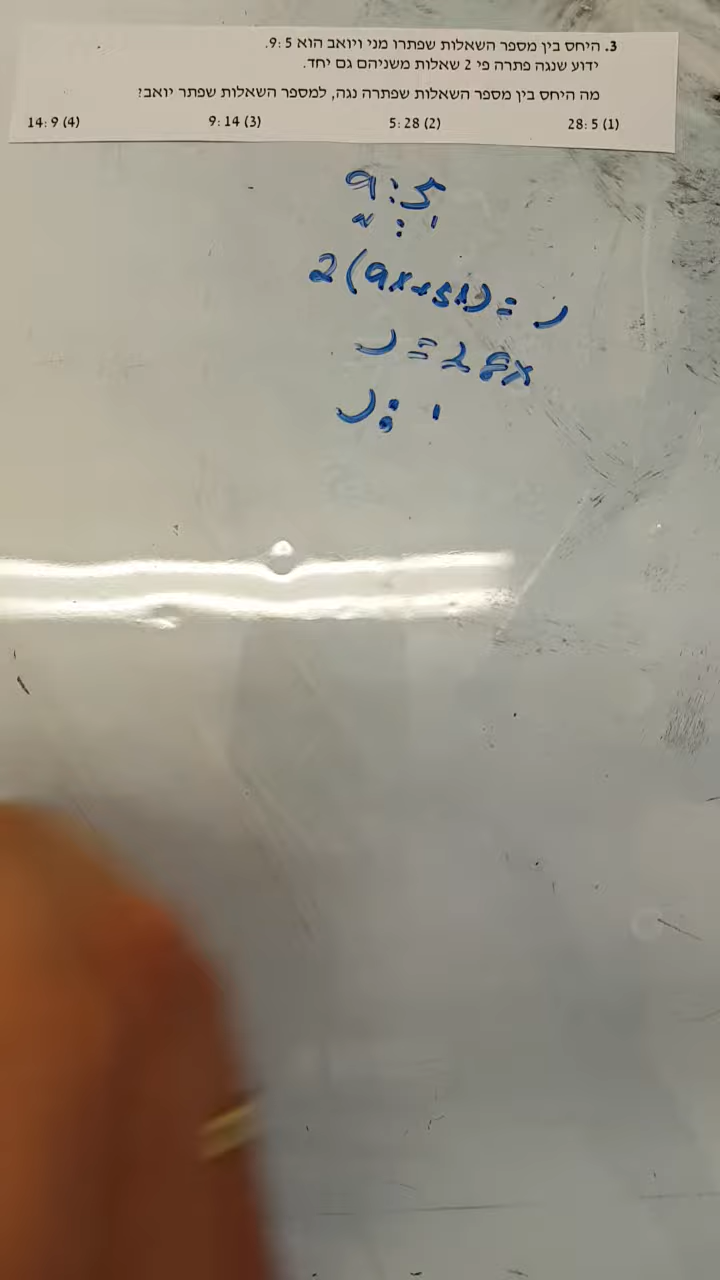 3. היחס בין מספר השאלות שפתרו מני ויואב הוא 9:5.
ידוע שנגה פתרה פי 2 שאלות משניהם גם יחד.
מה היחס בין מספר השאלות שפתרה נגה, למספר השאלות שפתר יואב?
(1) 28:5 (2) 5:28 (3) 9:14 (4) 14:9
9:5
מ : י
2(9x+5x)=נ
נ=28x
נ: י